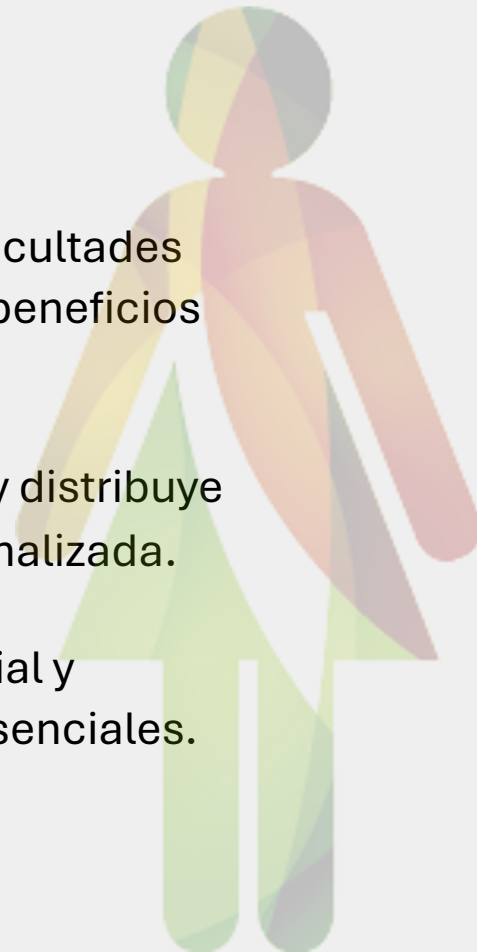 cultades
beneficios
y distribuye
nalizada.
ial y
senciales.